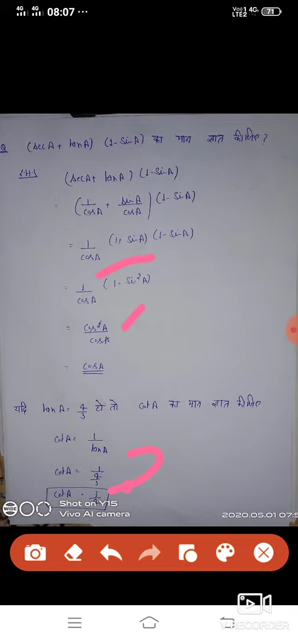 4G 4G 08:07 Vo)) 4G LTE2 71
Q (secA + tanA) (1-SinA) का मान ज्ञात कीजिए?
LHS (secA + tanA) (1-SinA)
= (1/cosA + SinA/cosA) (1-SinA)
= 1/cosA (1+SinA) (1-SinA)
= 1/cosA (1-Sin²A)
= cos²A/cosA
= cosA
यदि tanA = 4/3 हो तो cotA का मान ज्ञात कीजिए
cotA = 1/tanA
cotA = 1/(4/3)
cotA
Shot on Y15
Vivo AI camera
2020.05.01 07:5
RECORDER